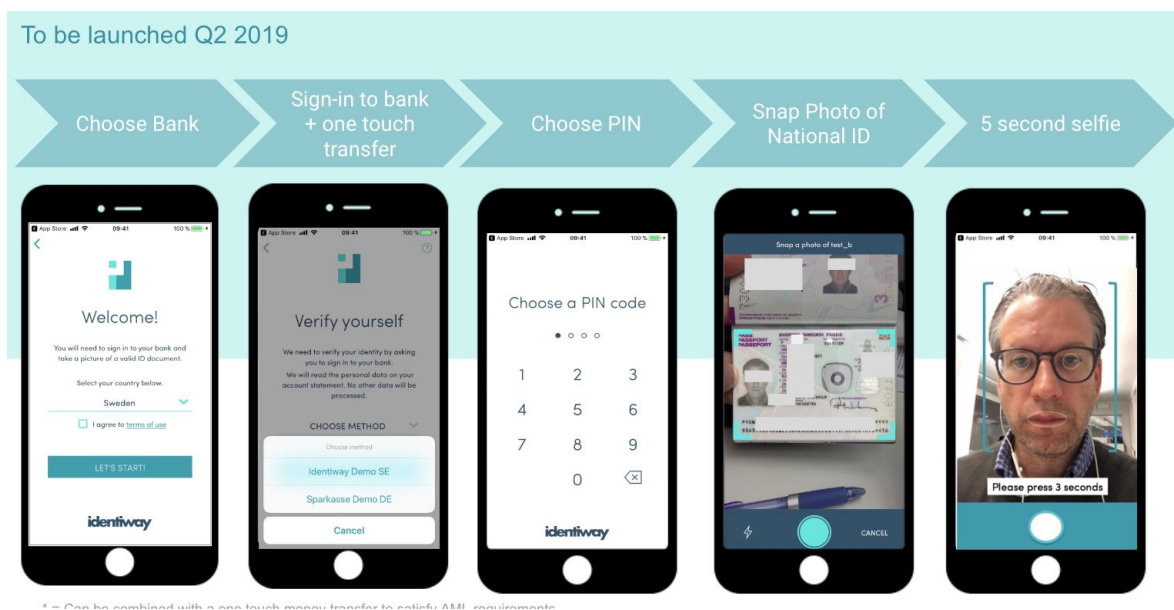 To be launched Q2 2019
Choose Bank
Sign-in to bank
+ one touch
transfer
Choose PIN
Snap Photo of
National ID
5 second selfie
App Store
09:41
100 %
Welcome!
You will need to sign in to your bank and
take a picture of a valid ID document.
Select your country below.
Sweden
I agree to terms of use
LET'S START!
identiway
App Store
09:41
100 %
Verify yourself
We need to verify your identity by asking
you to sign in to your bank.
We will read the personal data on your
account statement. No other data will be
processed.
CHOOSE METHOD
Choose method
Identiway Demo SE
Sparkasse Demo DE
Cancel
App Store
09:41
100 %
Choose a PIN code
1 2 3
4 5 6
7 8 9
0
identiway
Snap a photo of test_b
PASSPORT
PASSEPORT
CANCEL
App Store
09:41
100 %
Please press 3 seconds
* = Can be combined with a one touch money transfer to satisfy AML requirements